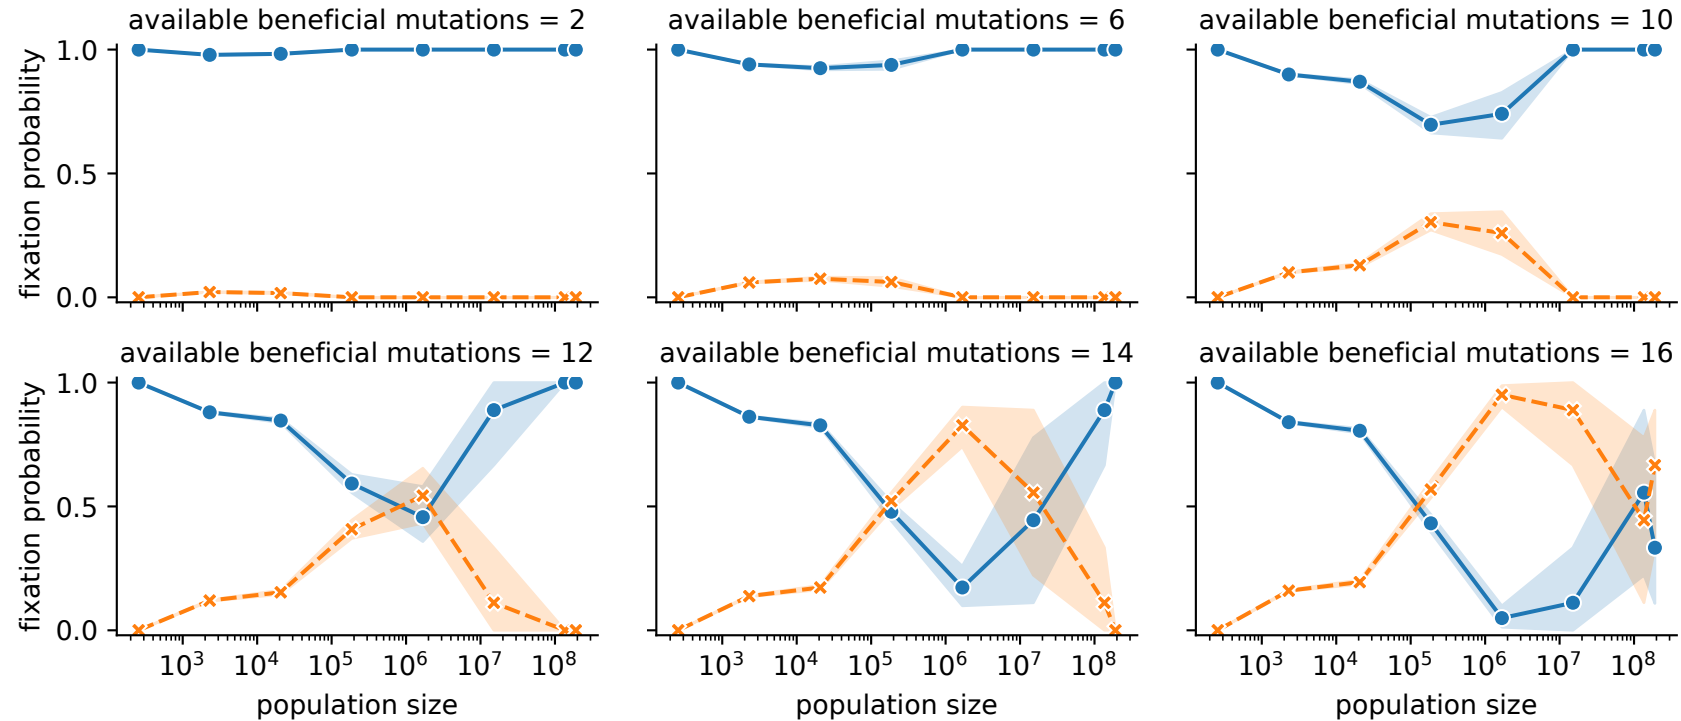 available beneficial mutations = 2
available beneficial mutations = 6
available beneficial mutations = 10
fixation probability
1.0
0.5
0.0
available beneficial mutations = 12
available beneficial mutations = 14
available beneficial mutations = 16
fixation probability
1.0
0.5
0.0
10³ 10⁴ 10⁵ 10⁶ 10⁷ 10⁸
10³ 10⁴ 10⁵ 10⁶ 10⁷ 10⁸
10³ 10⁴ 10⁵ 10⁶ 10⁷ 10⁸
population size
population size
population size